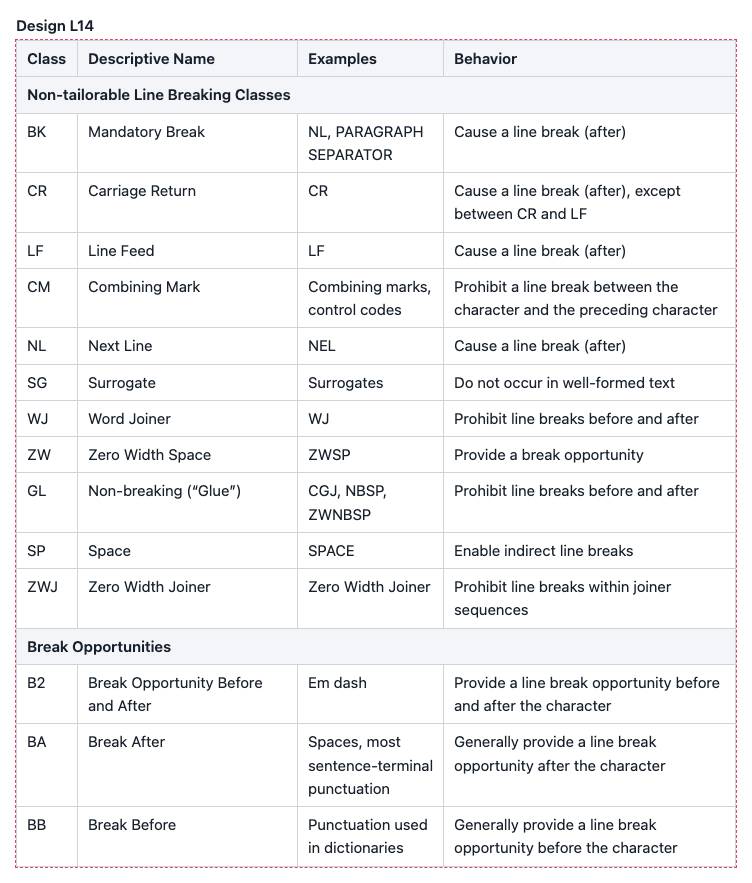 Design L14
Class Descriptive Name Examples Behavior
Non-tailorable Line Breaking Classes
BK Mandatory Break NL, PARAGRAPH SEPARATOR Cause a line break (after)
CR Carriage Return CR Cause a line break (after), except between CR and LF
LF Line Feed LF Cause a line break (after)
CM Combining Mark Combining marks, control codes Prohibit a line break between the character and the preceding character
NL Next Line NEL Cause a line break (after)
SG Surrogate Surrogates Do not occur in well-formed text
WJ Word Joiner WJ Prohibit line breaks before and after
ZW Zero Width Space ZWSP Provide a break opportunity
GL Non-breaking (“Glue”) CGJ, NBSP, ZWNBSP Prohibit line breaks before and after
SP Space SPACE Enable indirect line breaks
ZWJ Zero Width Joiner Zero Width Joiner Prohibit line breaks within joiner sequences
Break Opportunities
B2 Break Opportunity Before and After Em dash Provide a line break opportunity before and after the character
BA Break After Spaces, most sentence-terminal punctuation Generally provide a line break opportunity after the character
BB Break Before Punctuation used in dictionaries Generally provide a line break opportunity before the character